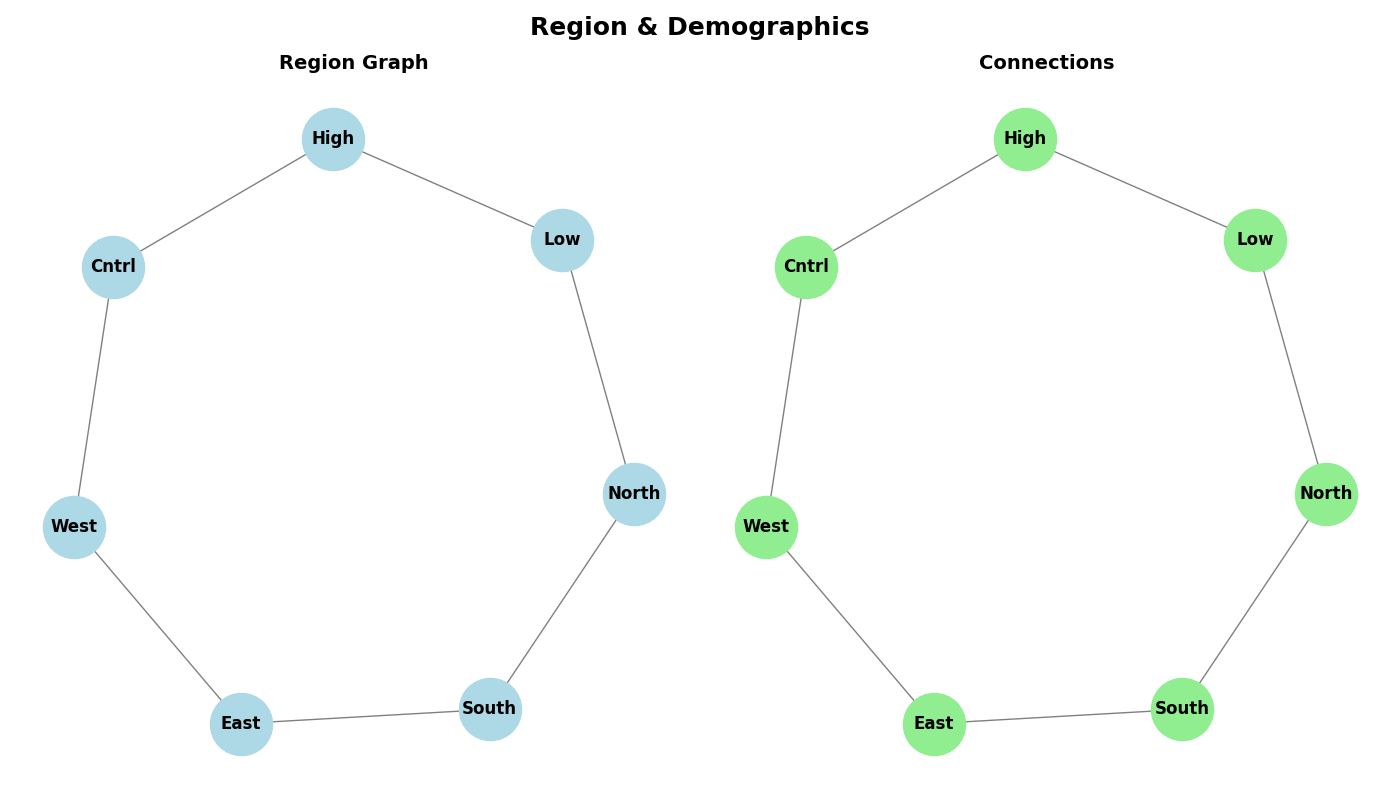 Region & Demographics
Region Graph
High
Low
Cntrl
North
West
South
East
Connections
High
Low
Cntrl
North
West
South
East